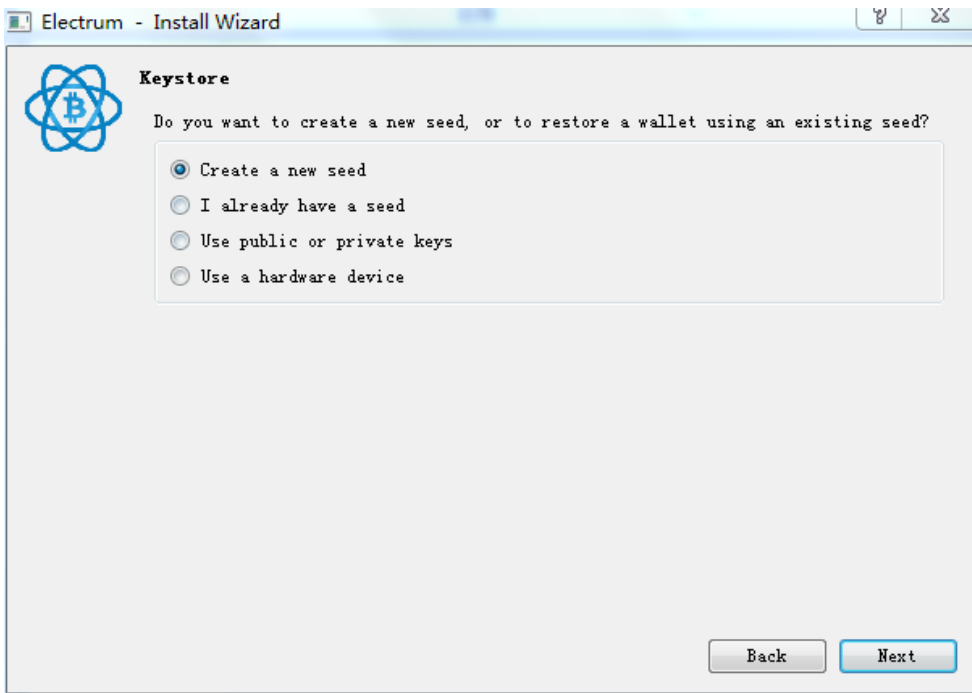 Electrum - Install Wizard
Keystore
Do you want to create a new seed, or to restore a wallet using an existing seed?
Create a new seed
I already have a seed
Use public or private keys
Use a hardware device
Back
Next